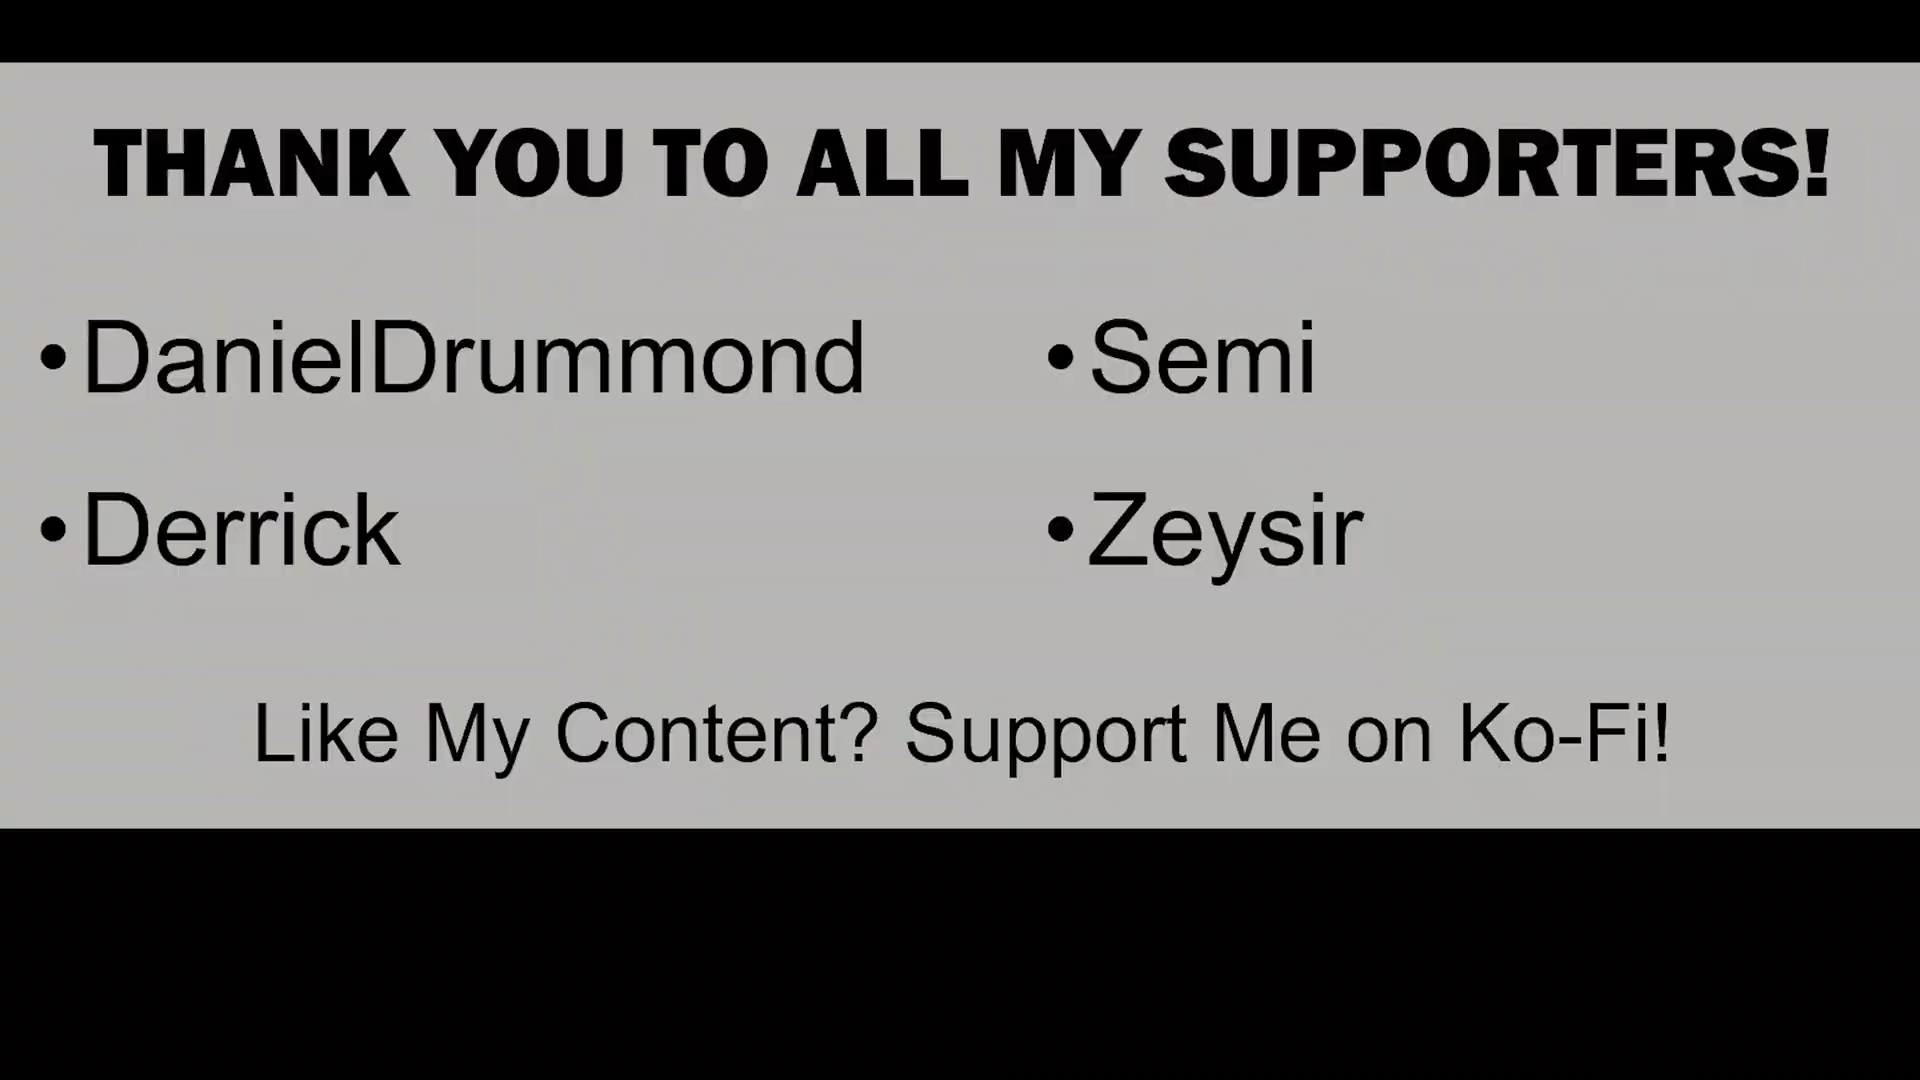 THANK YOU TO ALL MY SUPPORTERS!
•DanielDrummond
•Semi
•Derrick
•Zeysir
Like My Content? Support Me on Ko-Fi!